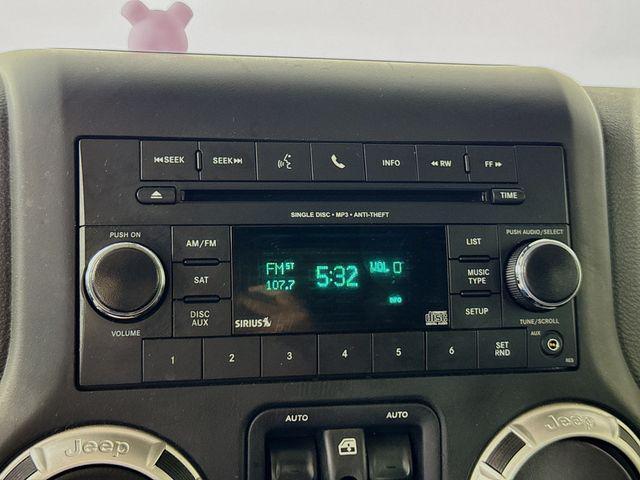 SEEK SEEK INFO RW FF
TIME
SINGLE DISC • MP3 • ANTI-THEFT
PUSH ON
PUSH AUDIO/SELECT
AM/FM
SAT
DISC
AUX
FM ST
107.7
5:32
VOL 0
INFO
SIRIUS
LIST
MUSIC
TYPE
SETUP
VOLUME
TUNE/SCROLL
AUX
RES
1 2 3 4 5 6
SET
RND
AUTO AUTO
Jeep
Jeep